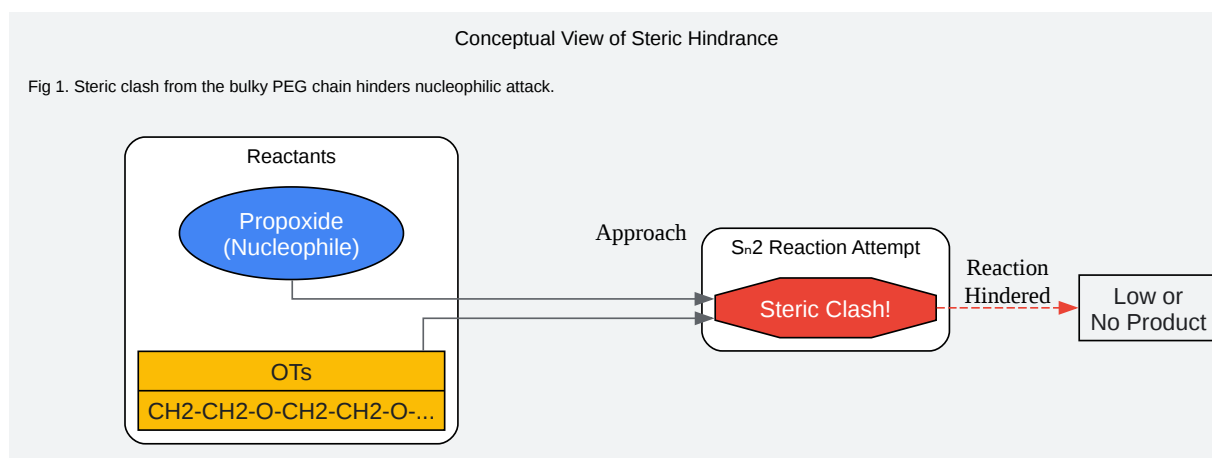 Conceptual View of Steric Hindrance
Fig 1. Steric clash from the bulky PEG chain hinders nucleophilic attack.
Reactants
Propoxide
(Nucleophile)
OTs
CH2-CH2-O-CH2-CH2-O-...
Approach
Sₙ2 Reaction Attempt
Steric Clash!
Reaction
Hindered
Low or
No Product